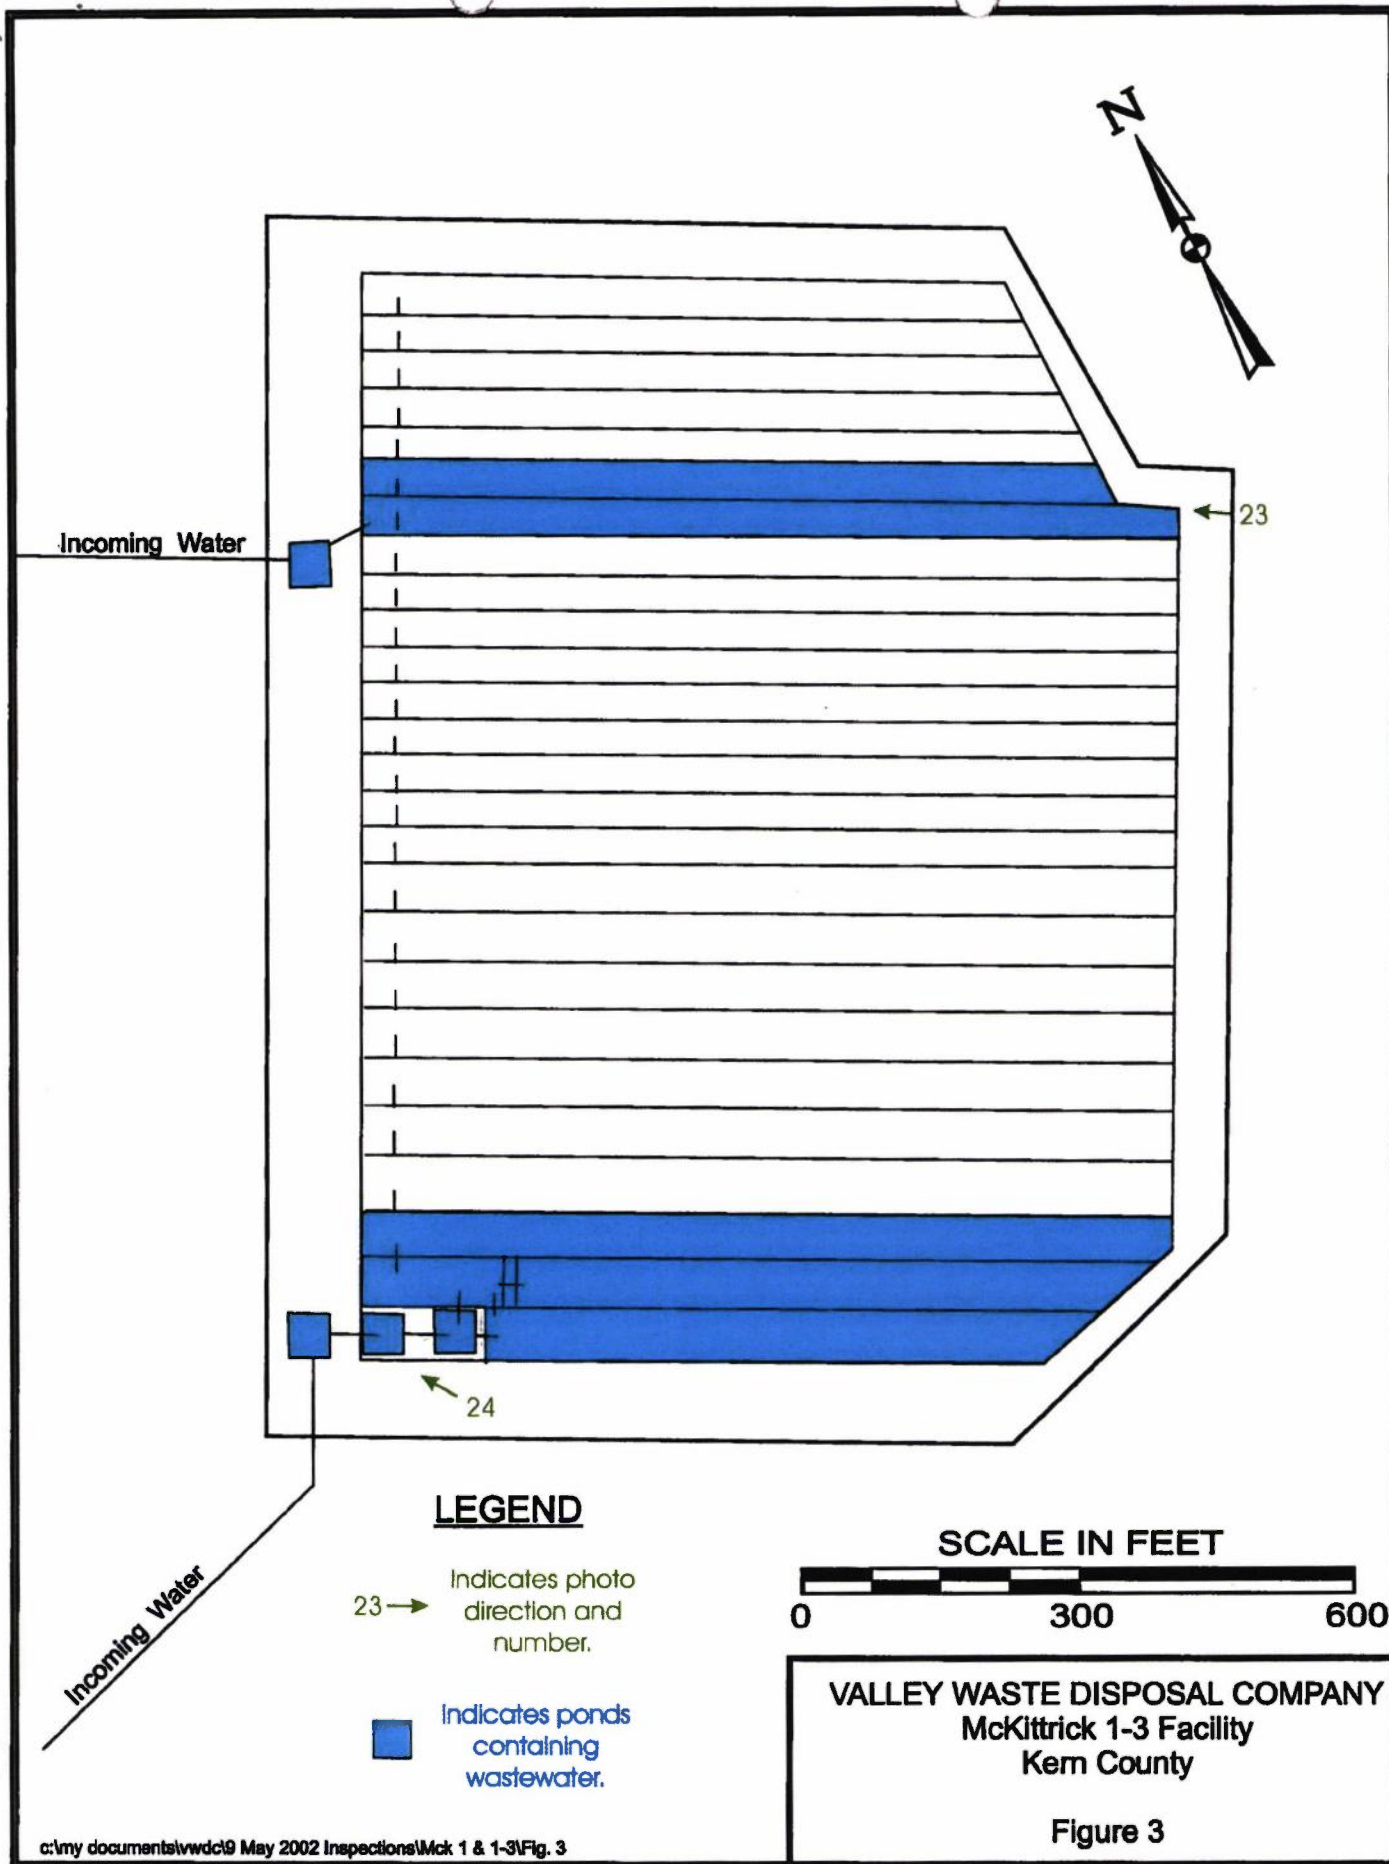 N
Incoming Water
23
24
LEGEND
23
Indicates photo
direction and
number.
Indicates ponds
containing
wastewater.
Incoming Water
SCALE IN FEET
0 300 600
VALLEY WASTE DISPOSAL COMPANY
McKittrick 1-3 Facility
Kern County
Figure 3
c:\my documents\vwdc\9 May 2002 Inspections\Mck 1 & 1-3\Fig. 3